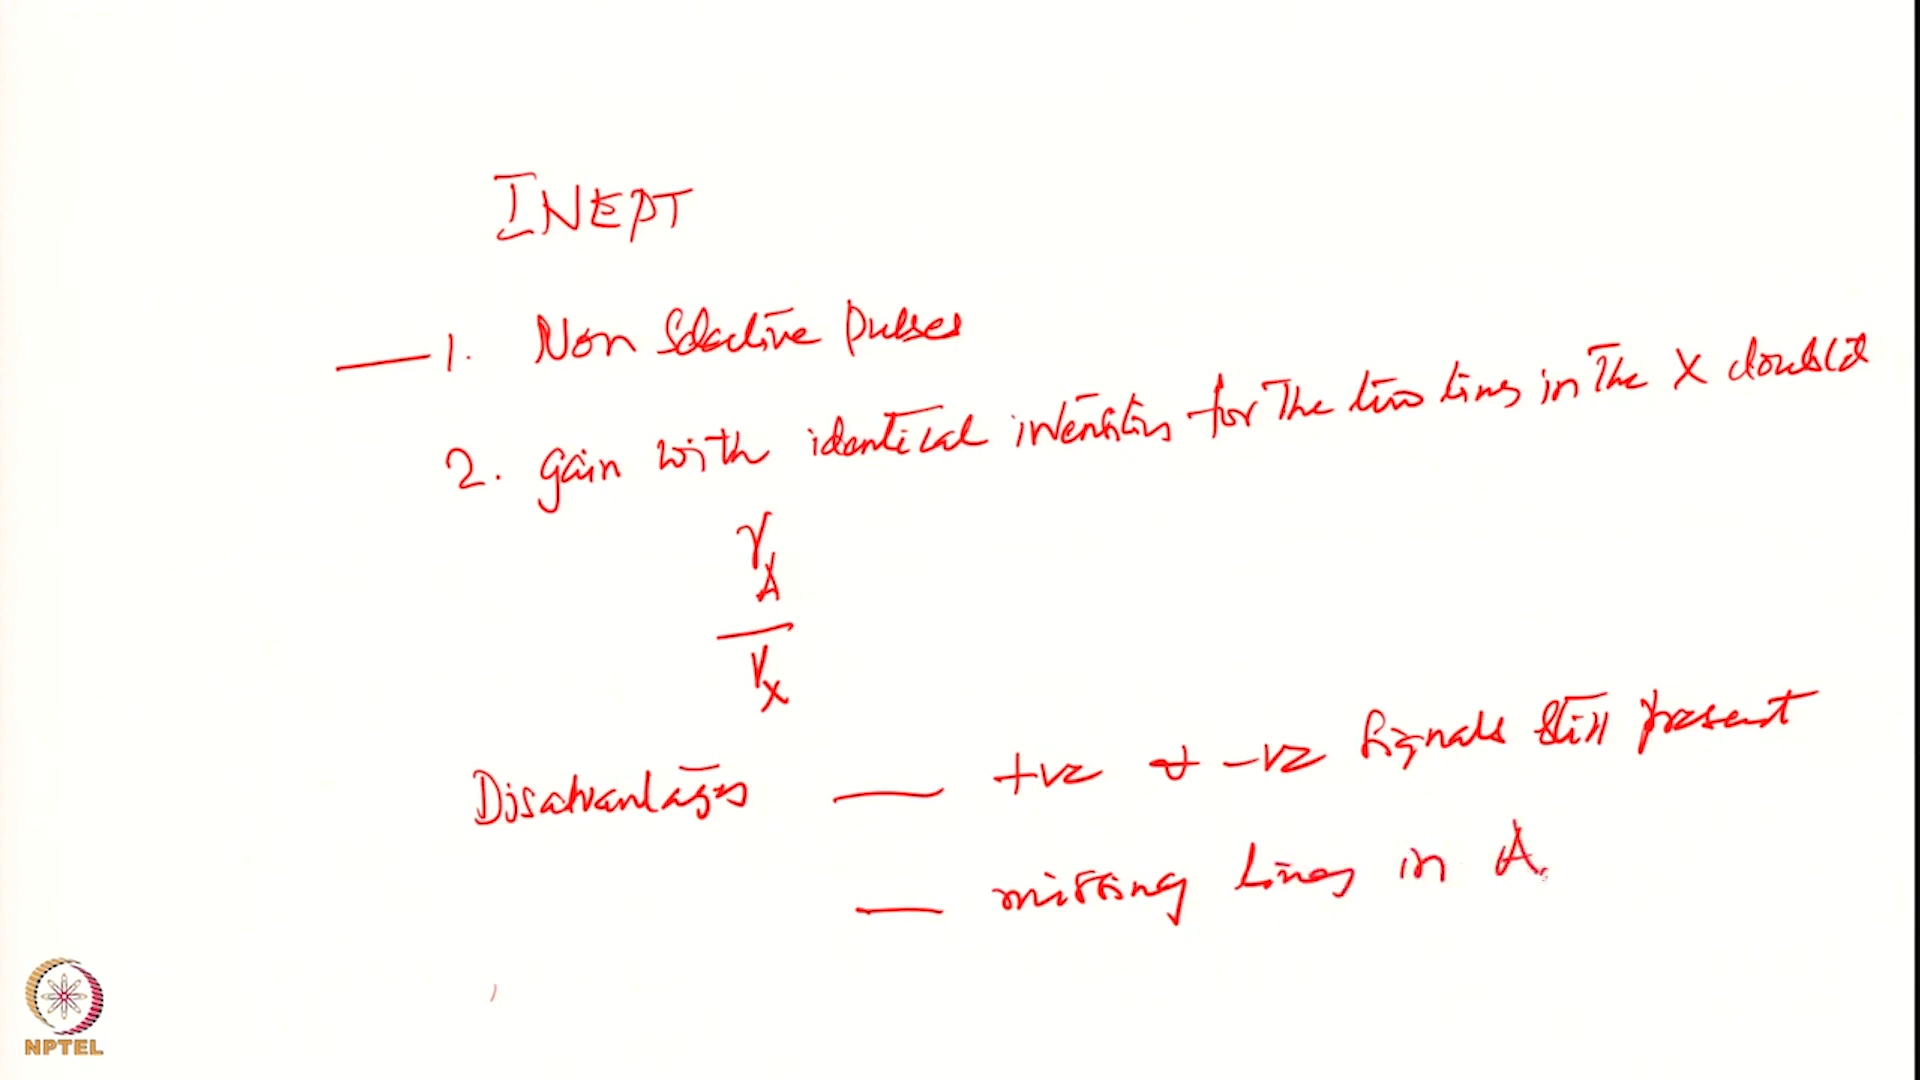 INEPT
1. Non Selective pulses
2. gain with identical intensities for the two lines in the X doublet
γA
γX
Disadvantages — +ve & -ve signals still present
— missing lines in A.
NPTEL